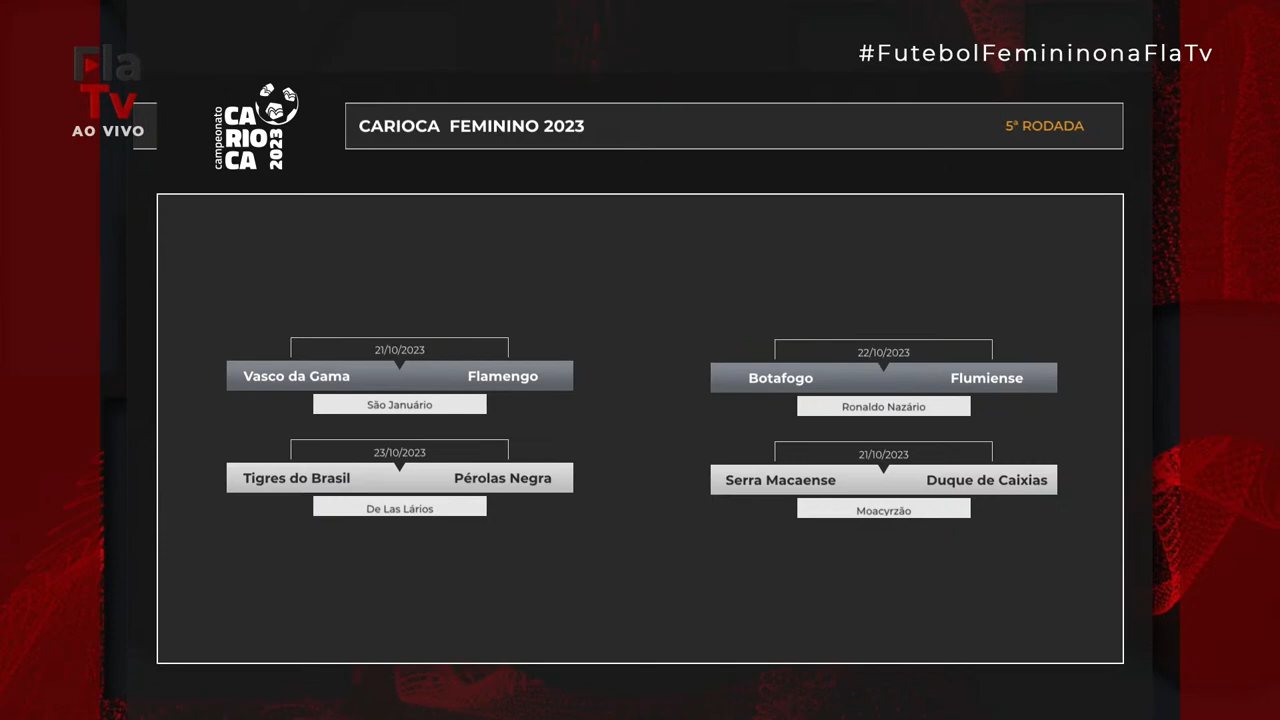 Fla
Tv
AO VIVO
#FutebolFemininonaFlaTv
campeonato
CA
RIO
CA
2023
CARIOCA FEMININO 2023
5ª RODADA
21/10/2023
Vasco da Gama Flamengo
São Januário
22/10/2023
Botafogo Flumiense
Ronaldo Nazário
23/10/2023
Tigres do Brasil Pérolas Negra
De Las Lários
21/10/2023
Serra Macaense Duque de Caixias
Moacyrzão